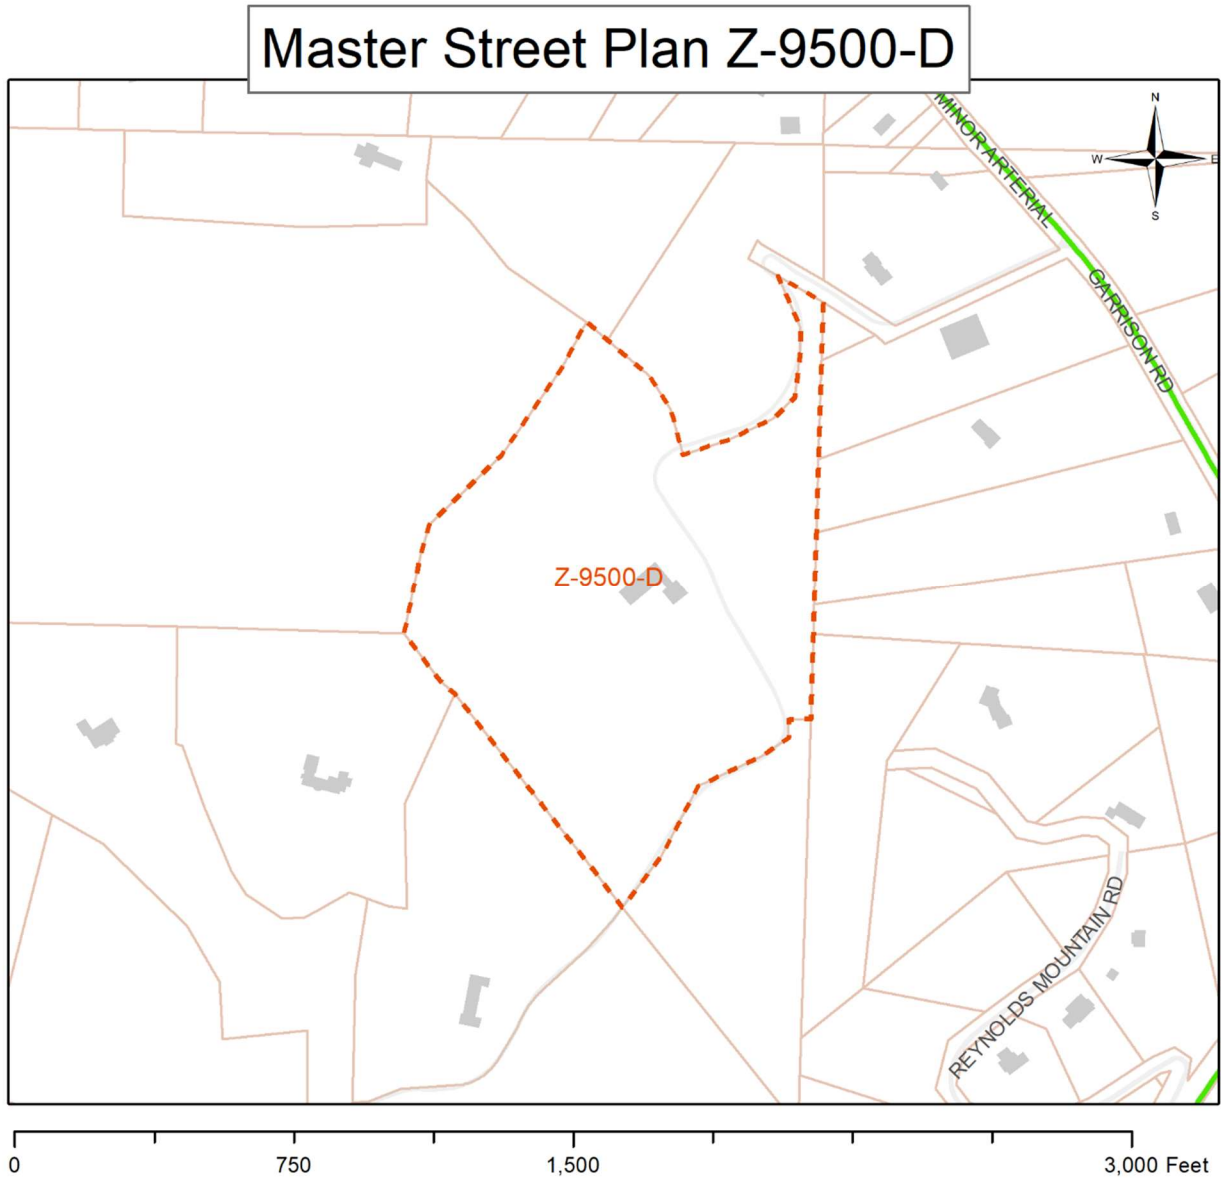 Master Street Plan Z-9500-D
N
W
E
S
MINOR ARTERIAL
GARRISON RD
Z-9500-D
REYNOLDS MOUNTAIN RD
0 750 1,500 3,000 Feet